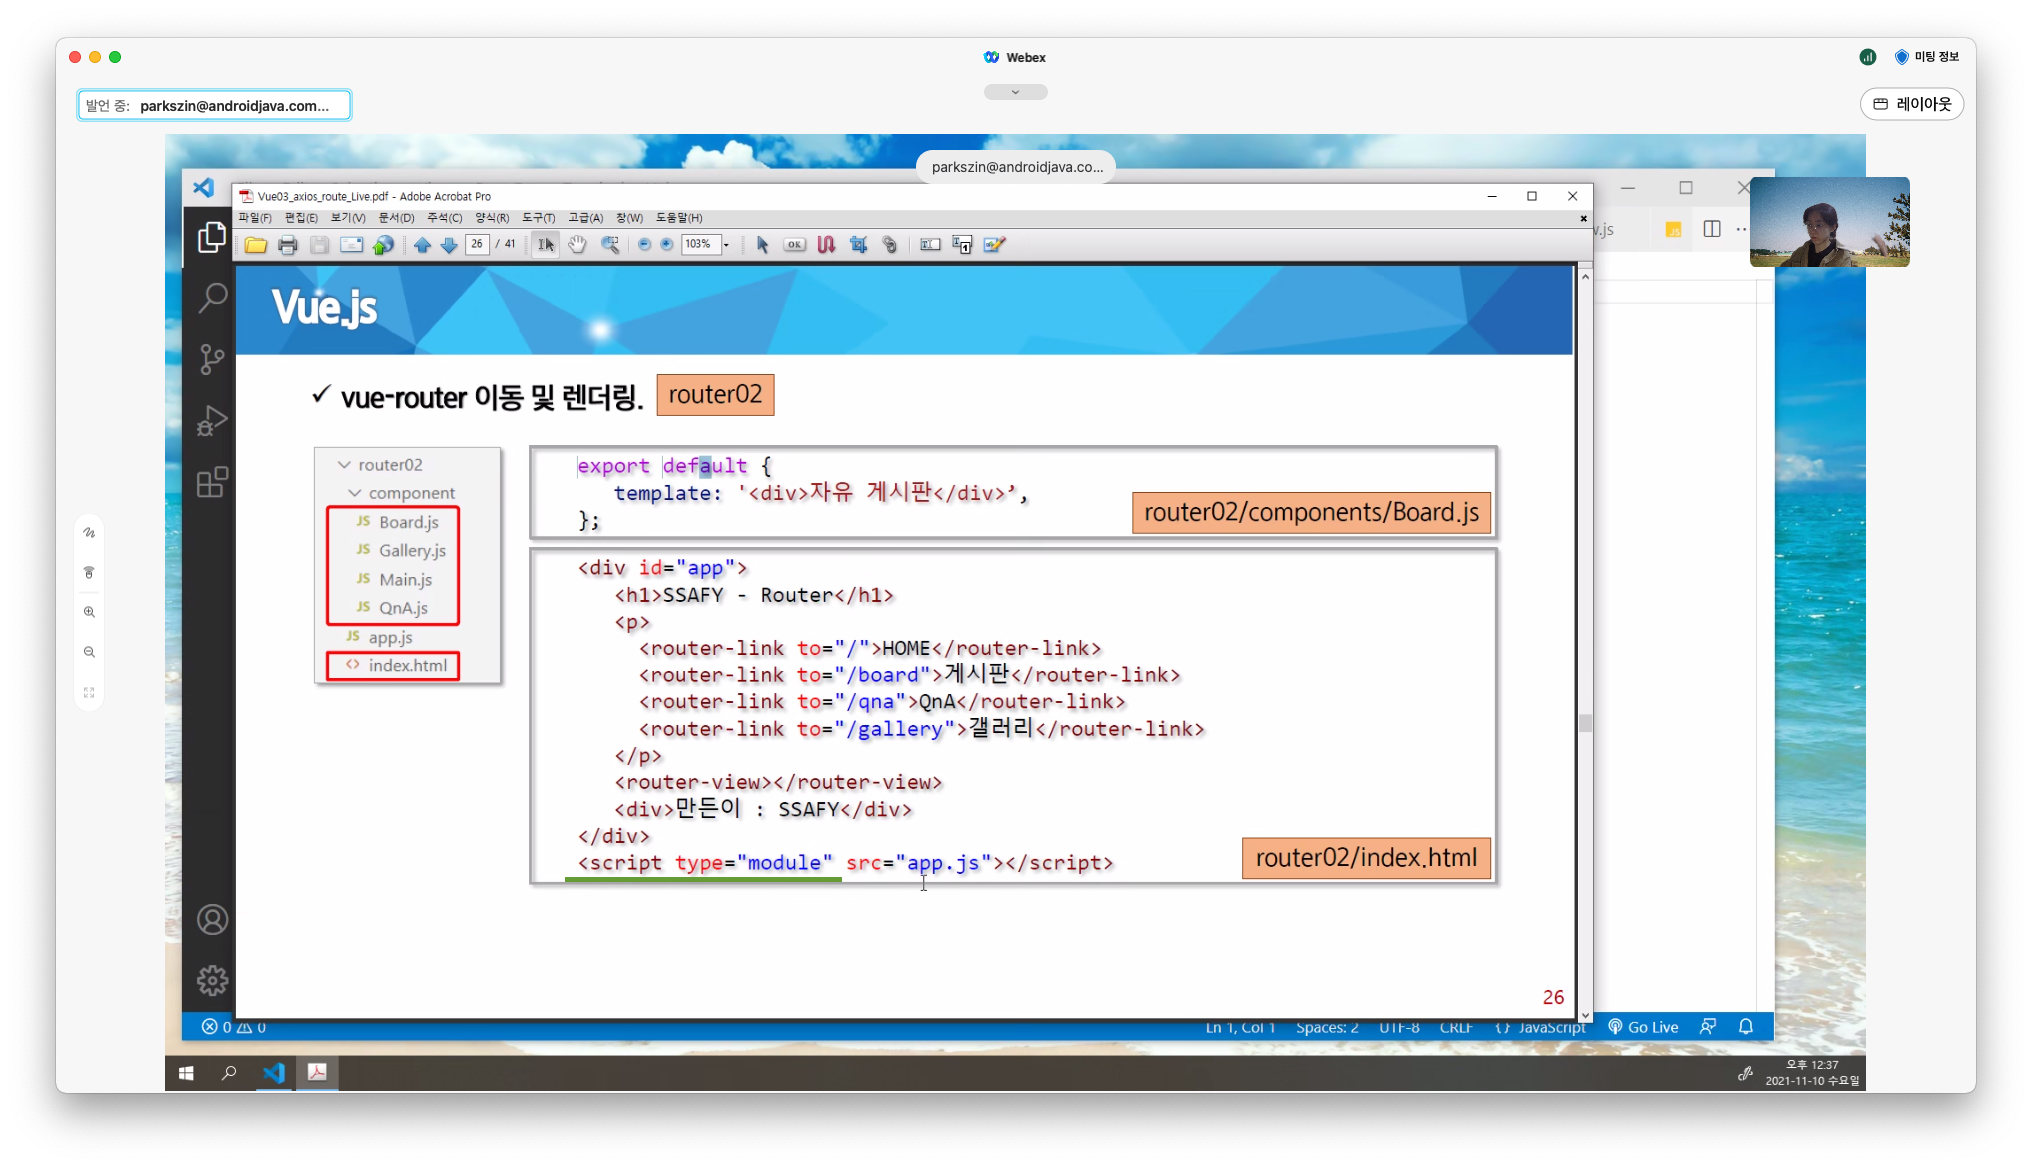 Webex
미팅 정보
발언 중: parkszin@androidjava.com...
레이아웃
parkszin@androidjava.co...
Vue03_axios_route_Live.pdf - Adobe Acrobat Pro
파일(F) 편집(E) 보기(V) 문서(D) 주석(C) 양식(R) 도구(T) 고급(A) 창(W) 도움말(H)
26 / 41 103% OK
.js JS
Vue.js
✓ vue-router 이동 및 렌더링. router02
router02
component
JS Board.js
JS Gallery.js
JS Main.js
JS QnA.js
JS app.js
<> index.html
export default {
template: '<div>자유 게시판</div>’,
};
router02/components/Board.js
<div id="app">
<h1>SSAFY - Router</h1>
<p>
<router-link to="/">HOME</router-link>
<router-link to="/board">게시판</router-link>
<router-link to="/qna">QnA</router-link>
<router-link to="/gallery">갤러리</router-link>
</p>
<router-view></router-view>
<div>만든이 : SSAFY</div>
</div>
<script type="module" src="app.js"></script>
router02/index.html
26
0 0 Ln 1, Col 1 Spaces: 2 UTF-8 CRLF {} JavaScript Go Live
오후 12:37
2021-11-10 수요일